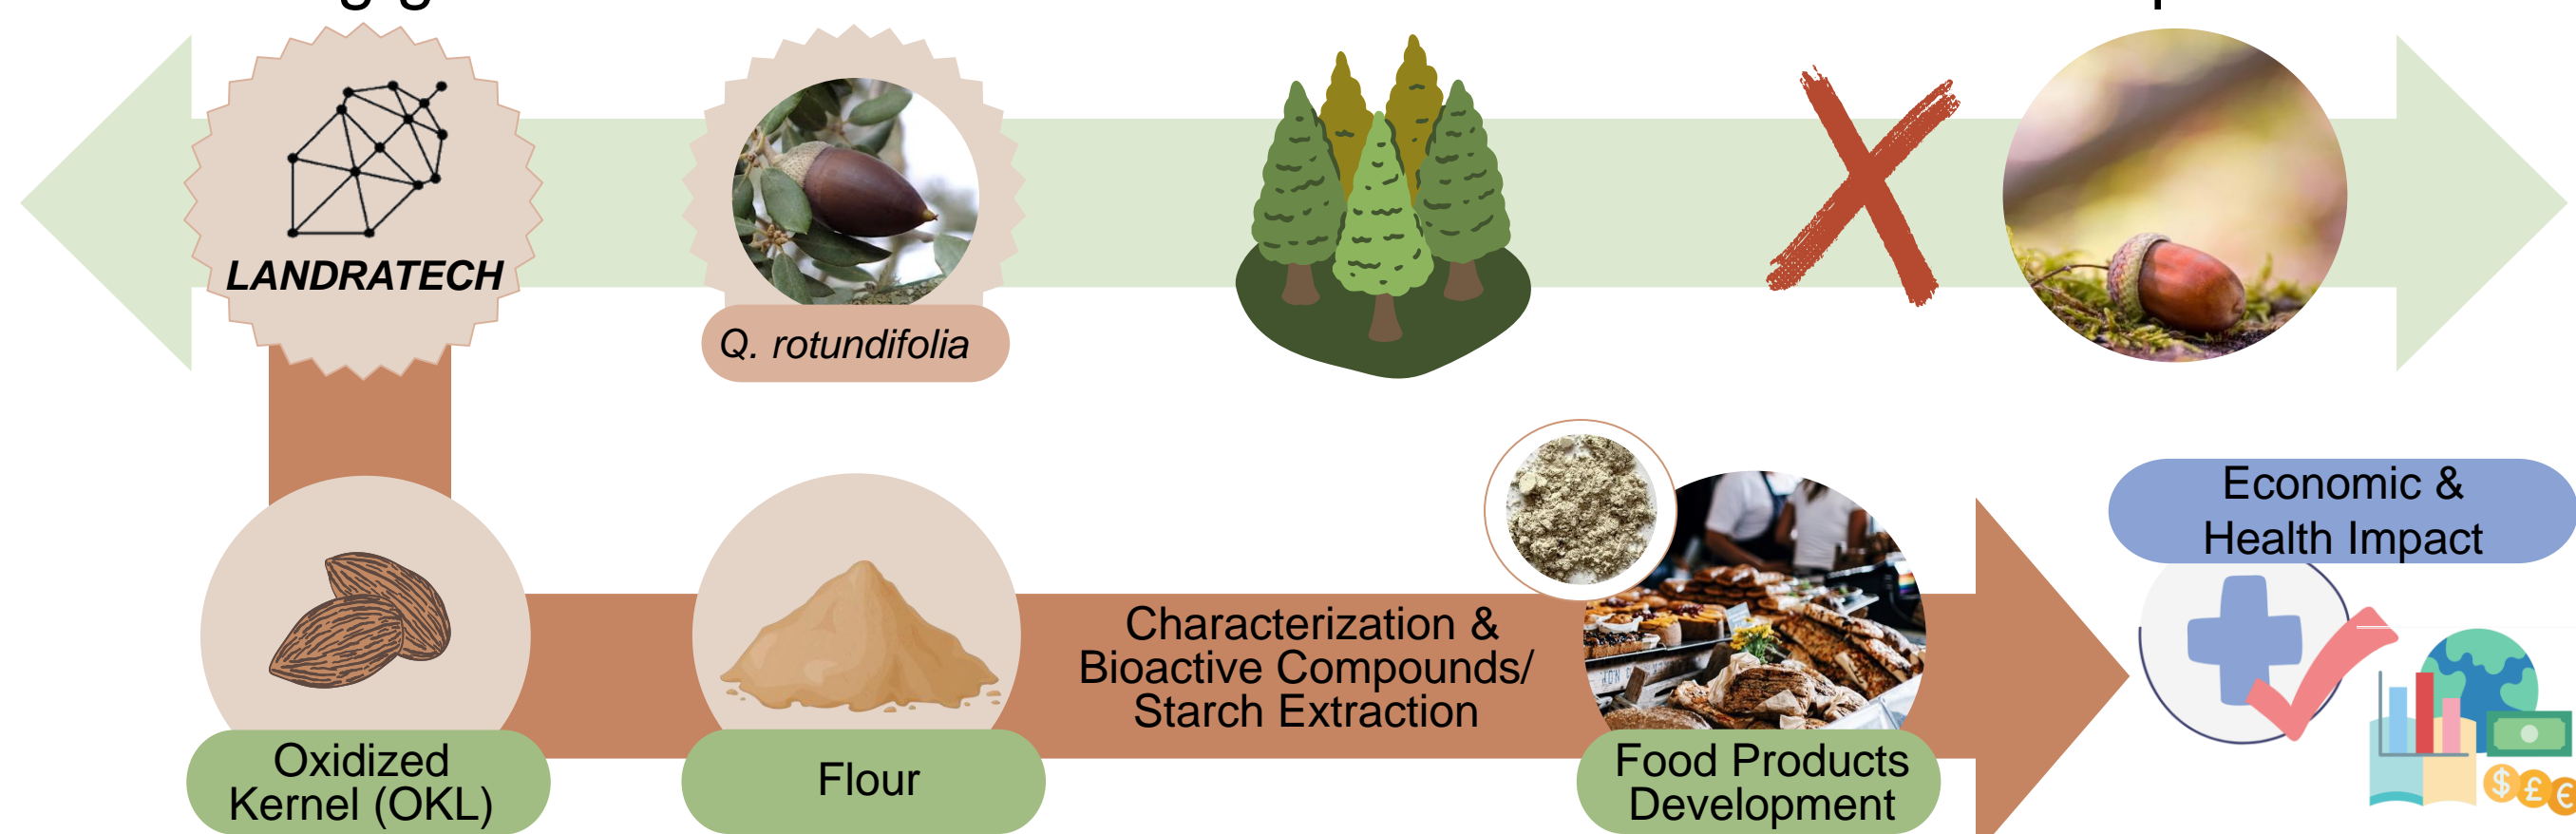 LANDRATECH
Q. rotundifolia
Economic &
Health Impact
Characterization &
Bioactive Compounds/
Starch Extraction
Oxidized
Kernel (OKL)
Flour
Food Products
Development